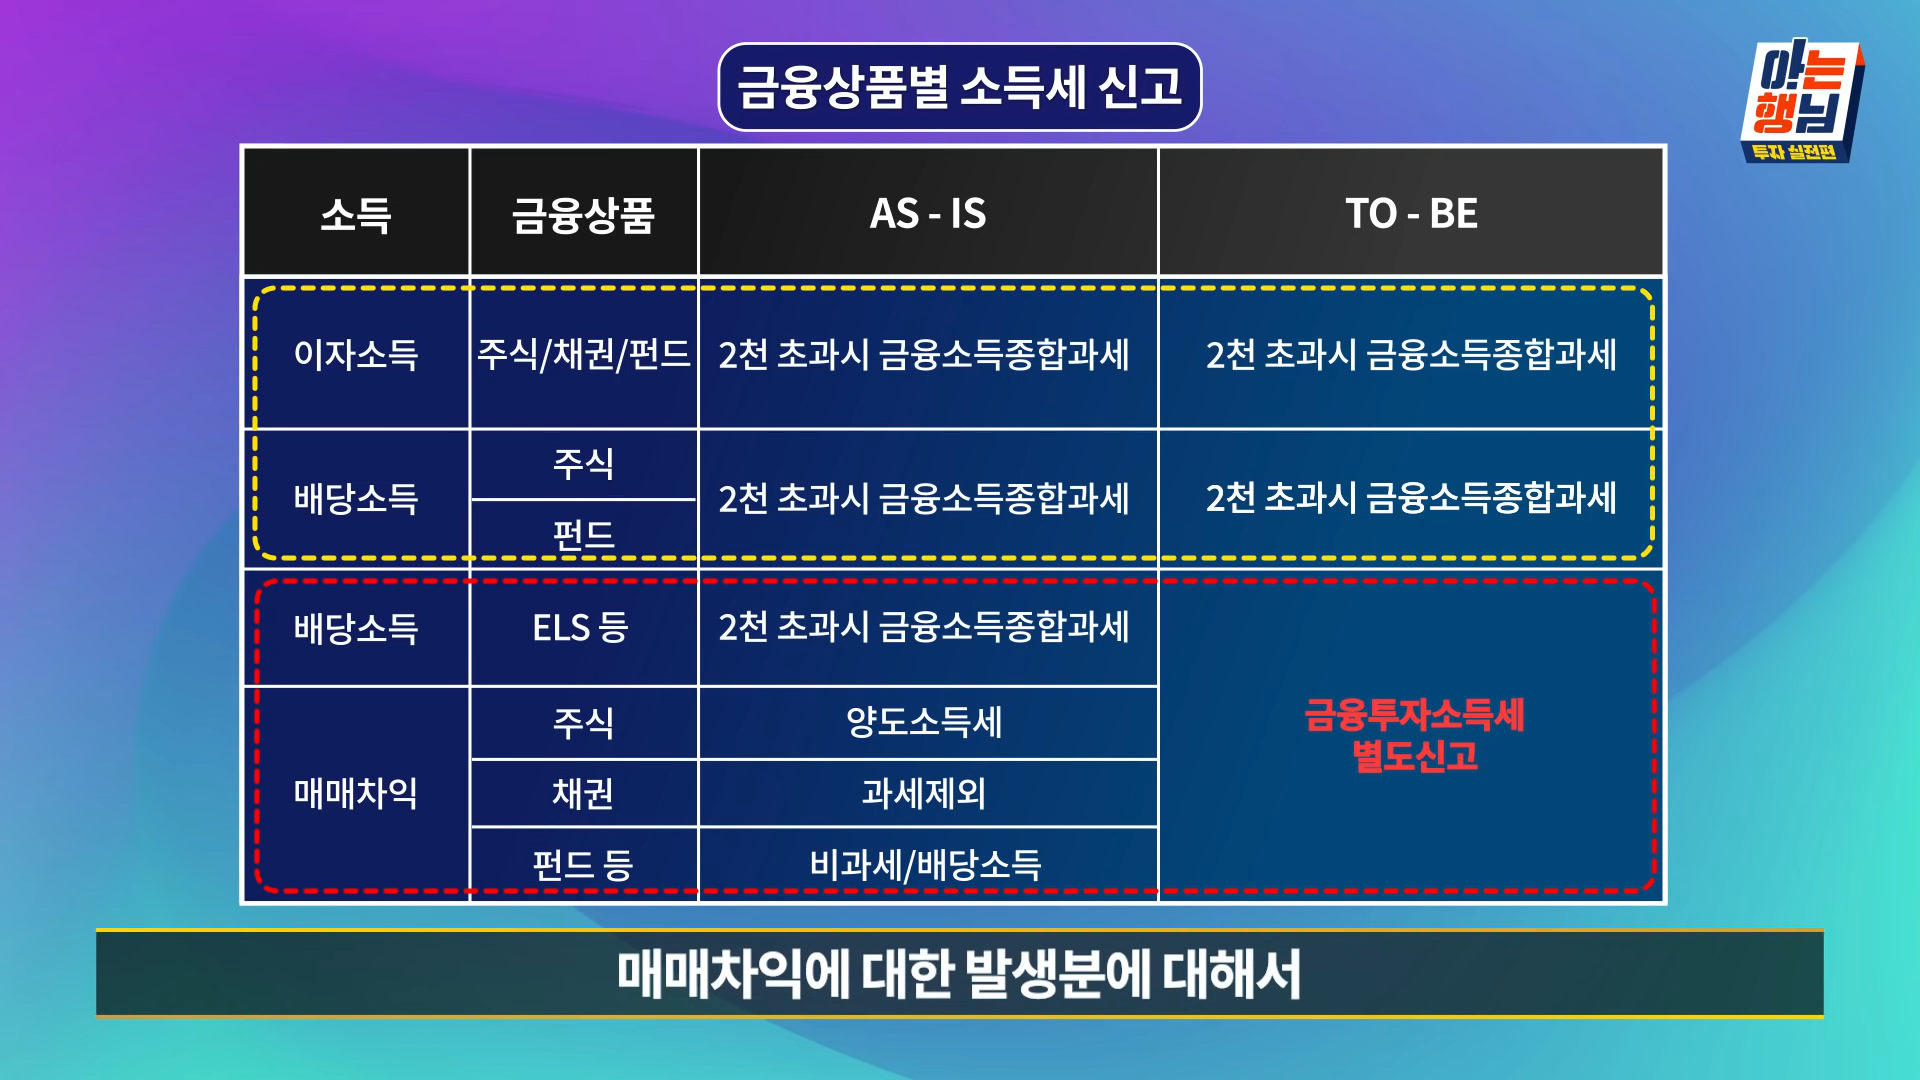 금융상품별 소득세 신고
아는
행님
투자 실전편
소득 금융상품 AS - IS TO - BE
이자소득 주식/채권/펀드 2천 초과시 금융소득종합과세 2천 초과시 금융소득종합과세
주식
배당소득 2천 초과시 금융소득종합과세 2천 초과시 금융소득종합과세
펀드
배당소득 ELS 등 2천 초과시 금융소득종합과세
금융투자소득세
별도신고
주식 양도소득세
매매차익 채권 과세제외
펀드 등 비과세/배당소득
매매차익에 대한 발생분에 대해서